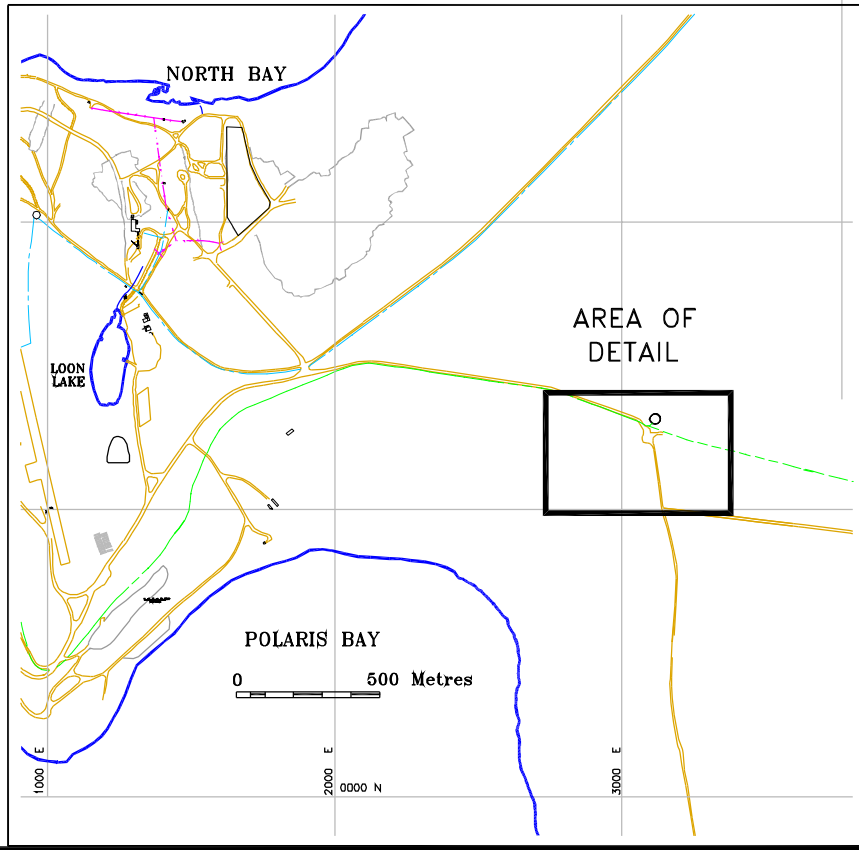 NORTH BAY
AREA OF
DETAIL
LOON
LAKE
POLARIS BAY
0 500 Metres
1000 E
2000 E
0000 N
3000 E